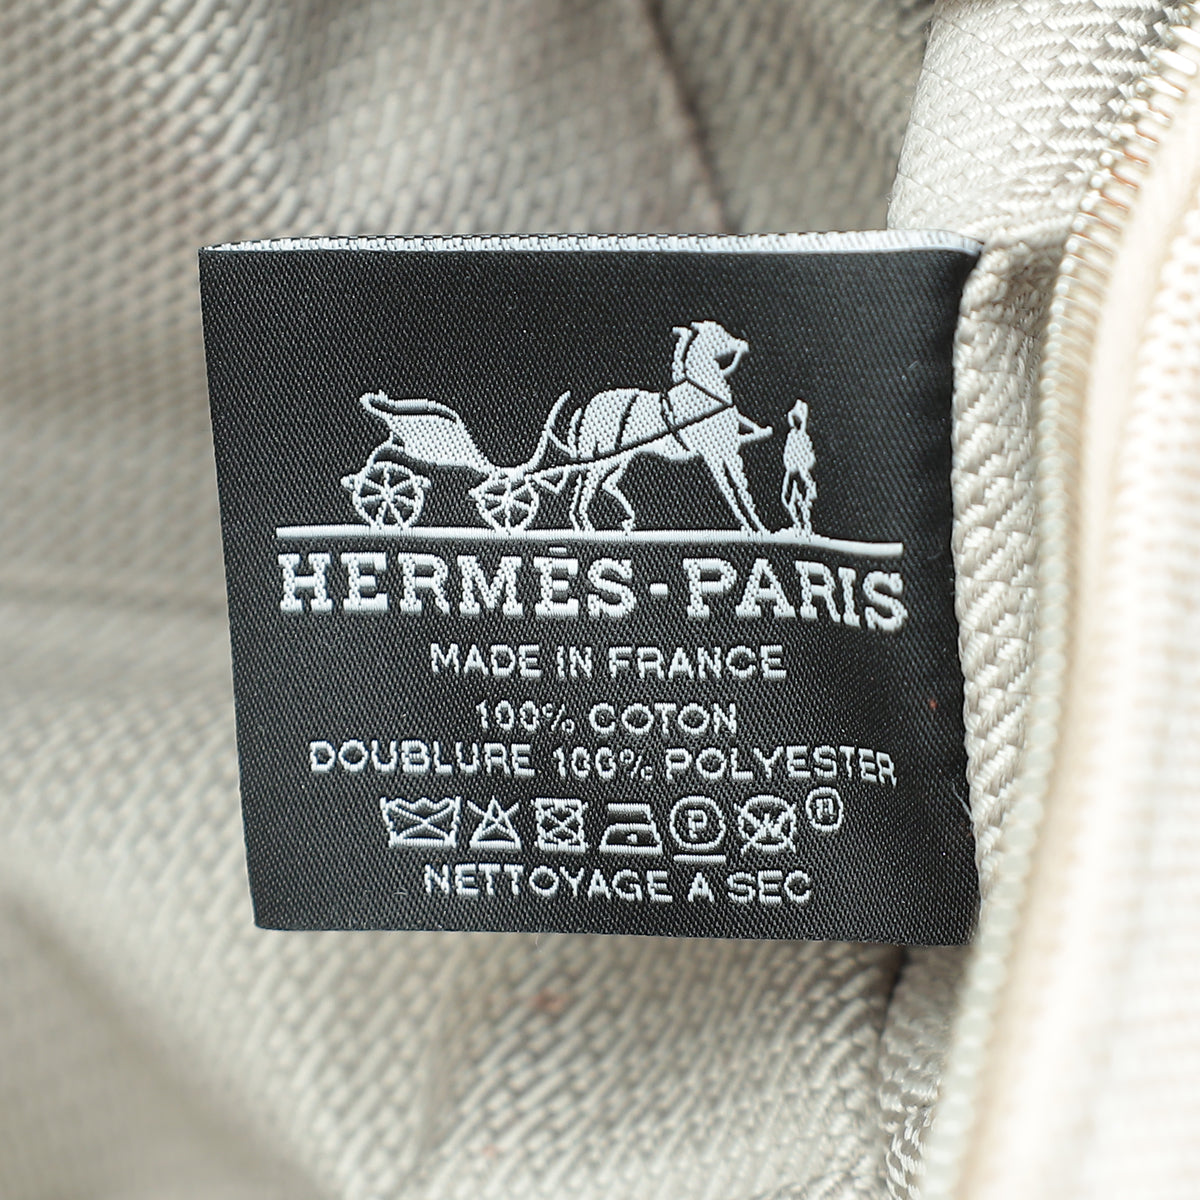 HERMÈS-PARIS
MADE IN FRANCE
100% COTON
DOUBLURE 100% POLYESTER
P W H
NETTOYAGE A SEC